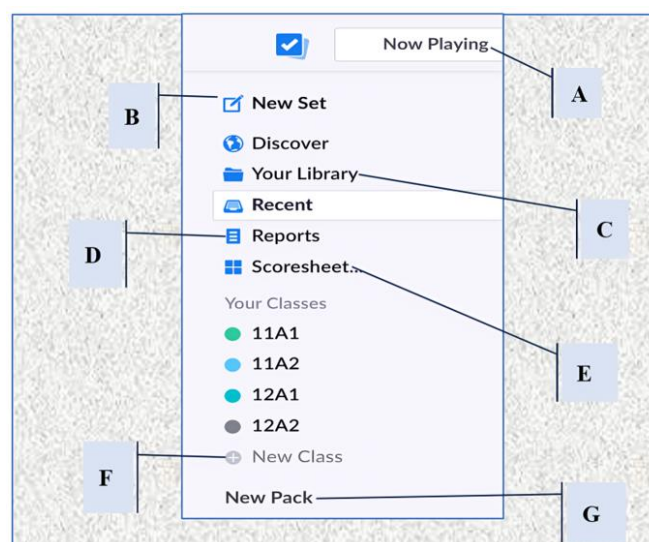 Now Playing
A
B
New Set
Discover
Your Library
C
Recent
D
Reports
Scoresheet...
Your Classes
11A1
11A2
E
12A1
12A2
F
New Class
New Pack
G